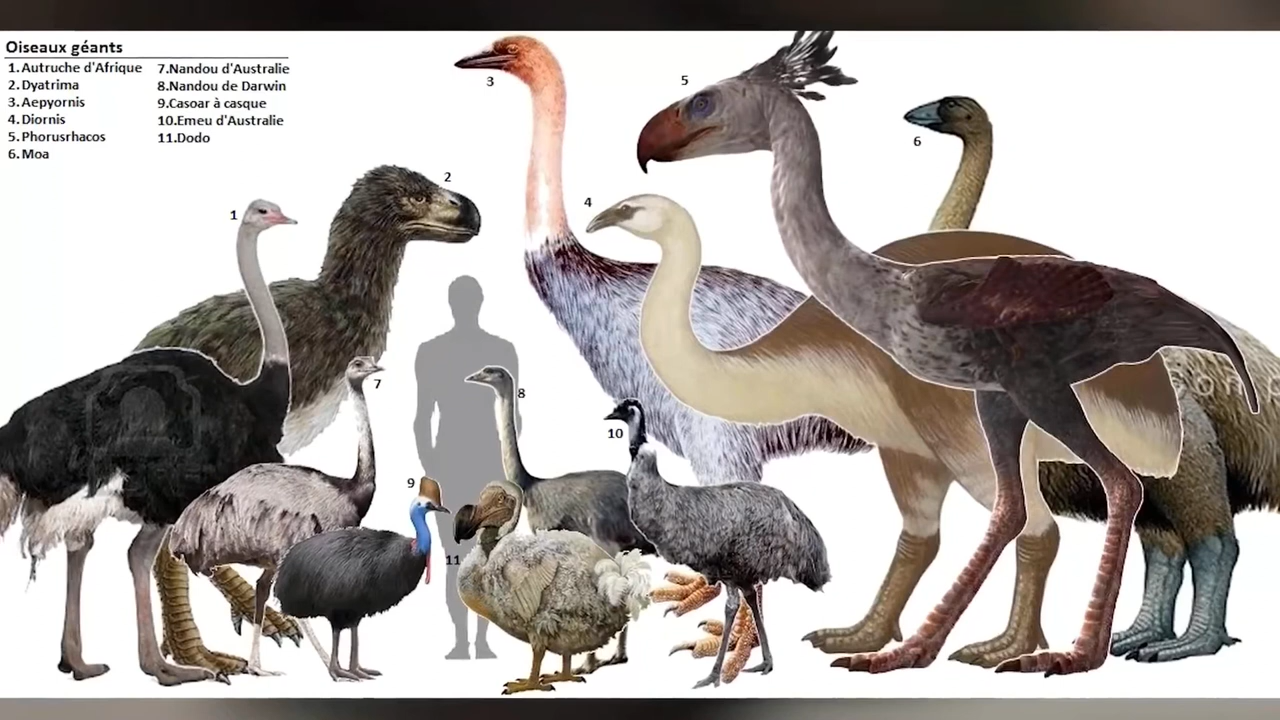 Oiseaux géants
1. Autruche d'Afrique
2. Dyatrima
3. Aepyornis
4. Diornis
5. Phorusrhacos
6. Moa
7. Nandou d'Australie
8. Nandou de Darwin
9. Casoar à casque
10. Emeu d'Australie
11. Dodo
3
5
6
2
4
1
7
8
10
9
11